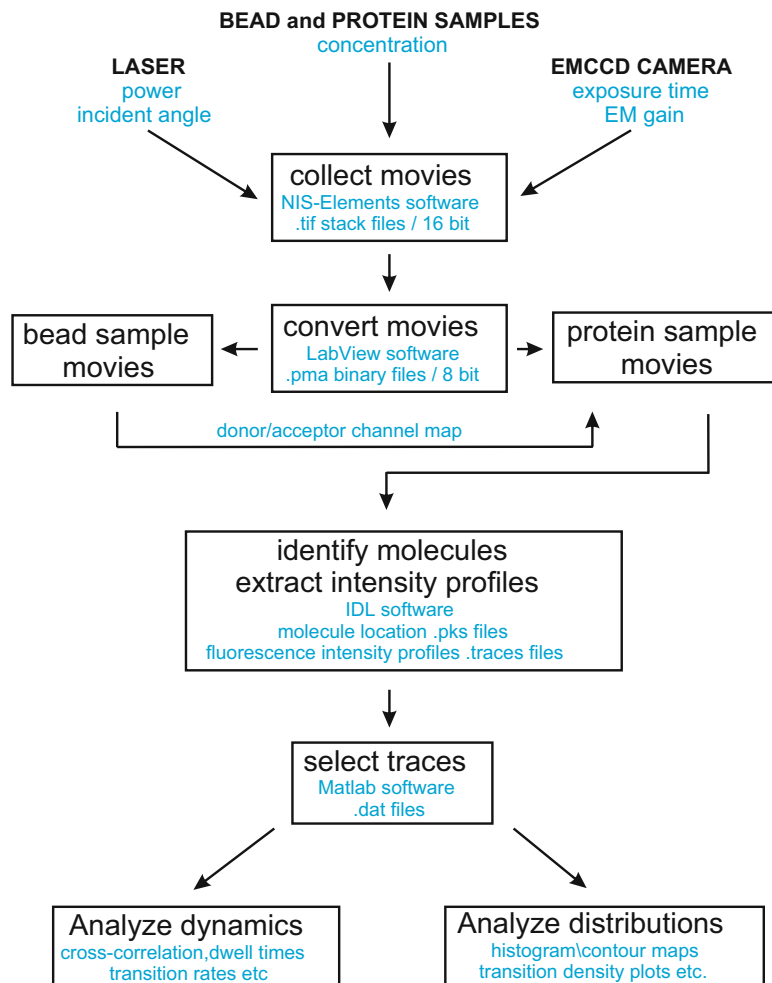 BEAD and PROTEIN SAMPLES
concentration
LASER
power
incident angle
EMCCD CAMERA
exposure time
EM gain
collect movies
NIS-Elements software
.tif stack files / 16 bit
bead sample
movies
convert movies
LabView software
.pma binary files / 8 bit
protein sample
movies
donor/acceptor channel map
identify molecules
extract intensity profiles
IDL software
molecule location .pks files
fluorescence intensity profiles .traces files
select traces
Matlab software
.dat files
Analyze dynamics
cross-correlation,dwell times
transition rates etc
Analyze distributions
histogram\contour maps
transition density plots etc.